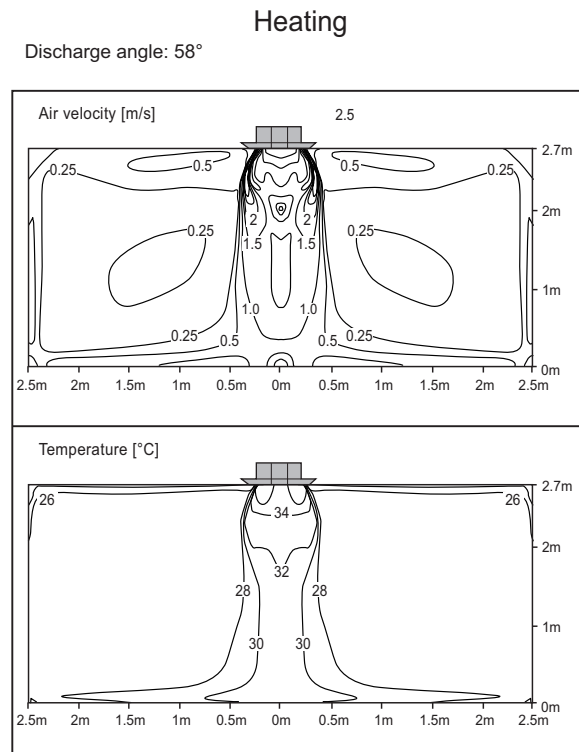 Heating
Discharge angle: 58°
Air velocity [m/s]
2.5
2.7m
0.25
0.5
0.5
0.25
2
2
2m
1.5
1.5
0.25
0.25
1m
1.0
1.0
0.25
0.5
0.5
0.25
0m
2.5m 2m 1.5m 1m 0.5m 0m 0.5m 1m 1.5m 2m 2.5m
Temperature [°C]
2.7m
26
26
34
2m
32
28
28
1m
30
30
0m
2.5m 2m 1.5m 1m 0.5m 0m 0.5m 1m 1.5m 2m 2.5m